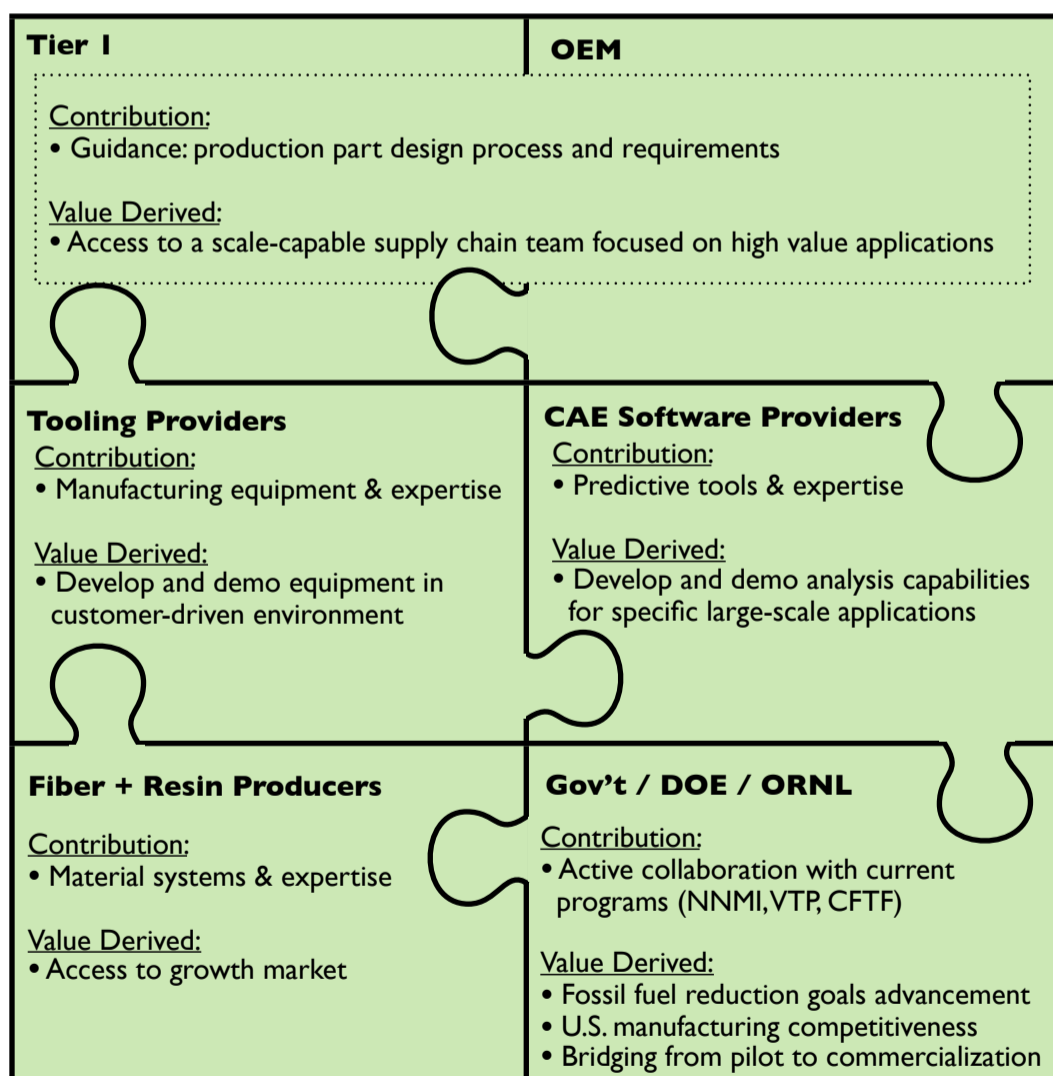 Tier 1
OEM
Contribution:
• Guidance: production part design process and requirements
Value Derived:
• Access to a scale-capable supply chain team focused on high value applications
Tooling Providers
Contribution:
• Manufacturing equipment & expertise
Value Derived:
• Develop and demo equipment in
customer-driven environment
CAE Software Providers
Contribution:
• Predictive tools & expertise
Value Derived:
• Develop and demo analysis capabilities
for specific large-scale applications
Fiber + Resin Producers
Contribution:
• Material systems & expertise
Value Derived:
• Access to growth market
Gov’t / DOE / ORNL
Contribution:
• Active collaboration with current
programs (NNMI, VTP, CFTF)
Value Derived:
• Fossil fuel reduction goals advancement
• U.S. manufacturing competitiveness
• Bridging from pilot to commercialization